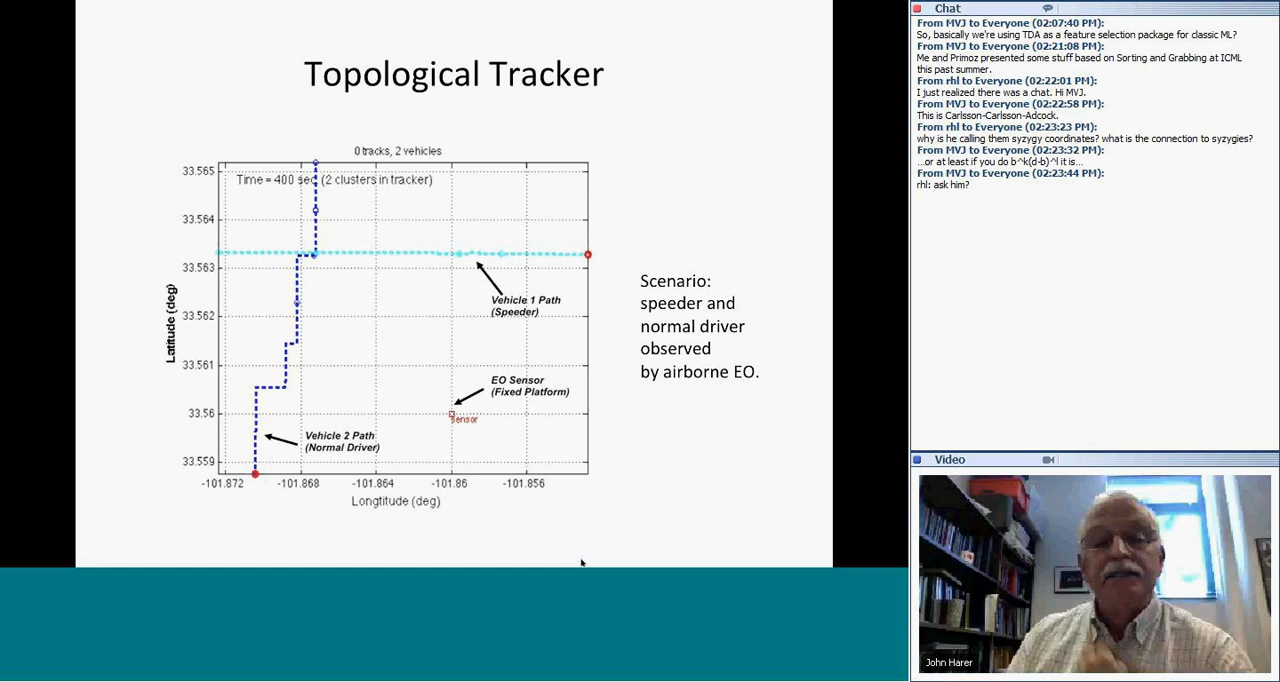 Topological Tracker
0 tracks, 2 vehicles
Time = 400 sec (2 clusters in tracker)
33.565
33.564
33.563
33.562
33.561
33.56
33.559
Latitude (deg)
Vehicle 1 Path
(Speeder)
EO Sensor
(Fixed Platform)
Sensor
Vehicle 2 Path
(Normal Driver)
-101.872
-101.868
-101.864
-101.86
-101.856
Longtitude (deg)
Scenario:
speeder and
normal driver
observed
by airborne EO.
Chat
From MVJ to Everyone (02:07:40 PM):
So, basically we're using TDA as a feature selection package for classic ML?
From MVJ to Everyone (02:21:08 PM):
Me and Primoz presented some stuff based on Sorting and Grabbing at ICML
this past summer.
From rhl to Everyone (02:22:01 PM):
I just realized there was a chat. Hi MVJ.
From MVJ to Everyone (02:22:58 PM):
This is Carlsson-Carlsson-Adcock.
From rhl to Everyone (02:23:23 PM):
why is he calling them syzygy coordinates? what is the connection to syzygies?
From MVJ to Everyone (02:23:32 PM):
...or at least if you do b^k(d-b)^l it is...
From MVJ to Everyone (02:23:44 PM):
rhl: ask him?
Video
John Harer